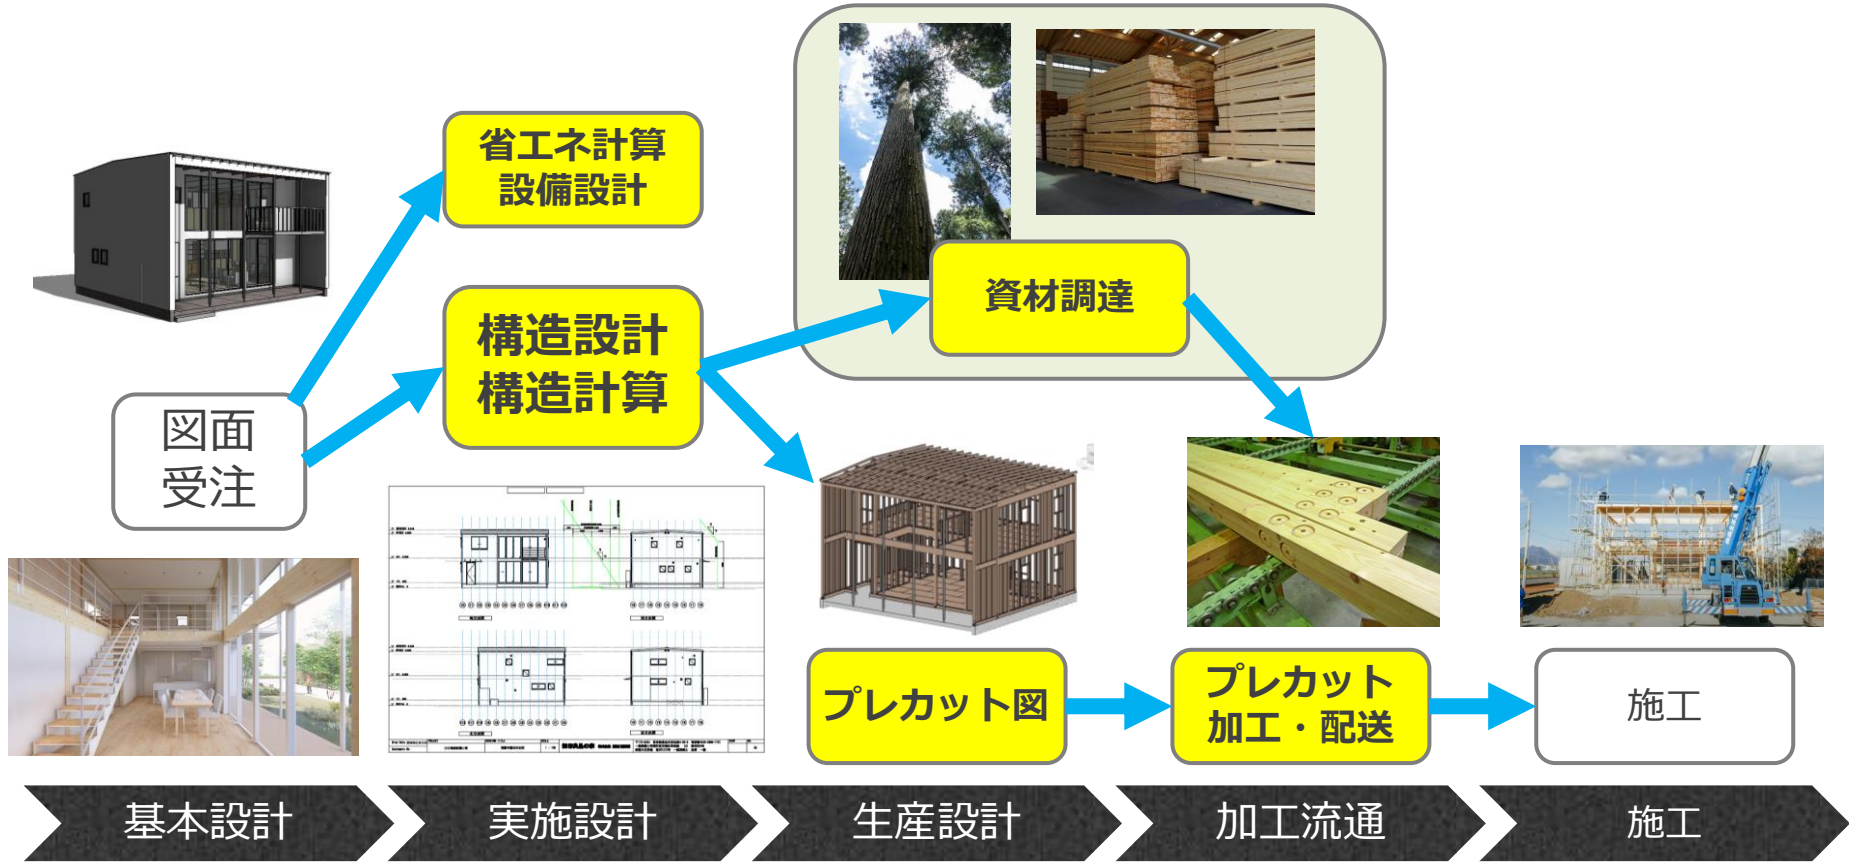 省エネ計算
設備設計
構造設計
構造計算
資材調達
図面
受注
プレカット図
プレカット
加工・配送
施工
基本設計
実施設計
生産設計
加工流通
施工